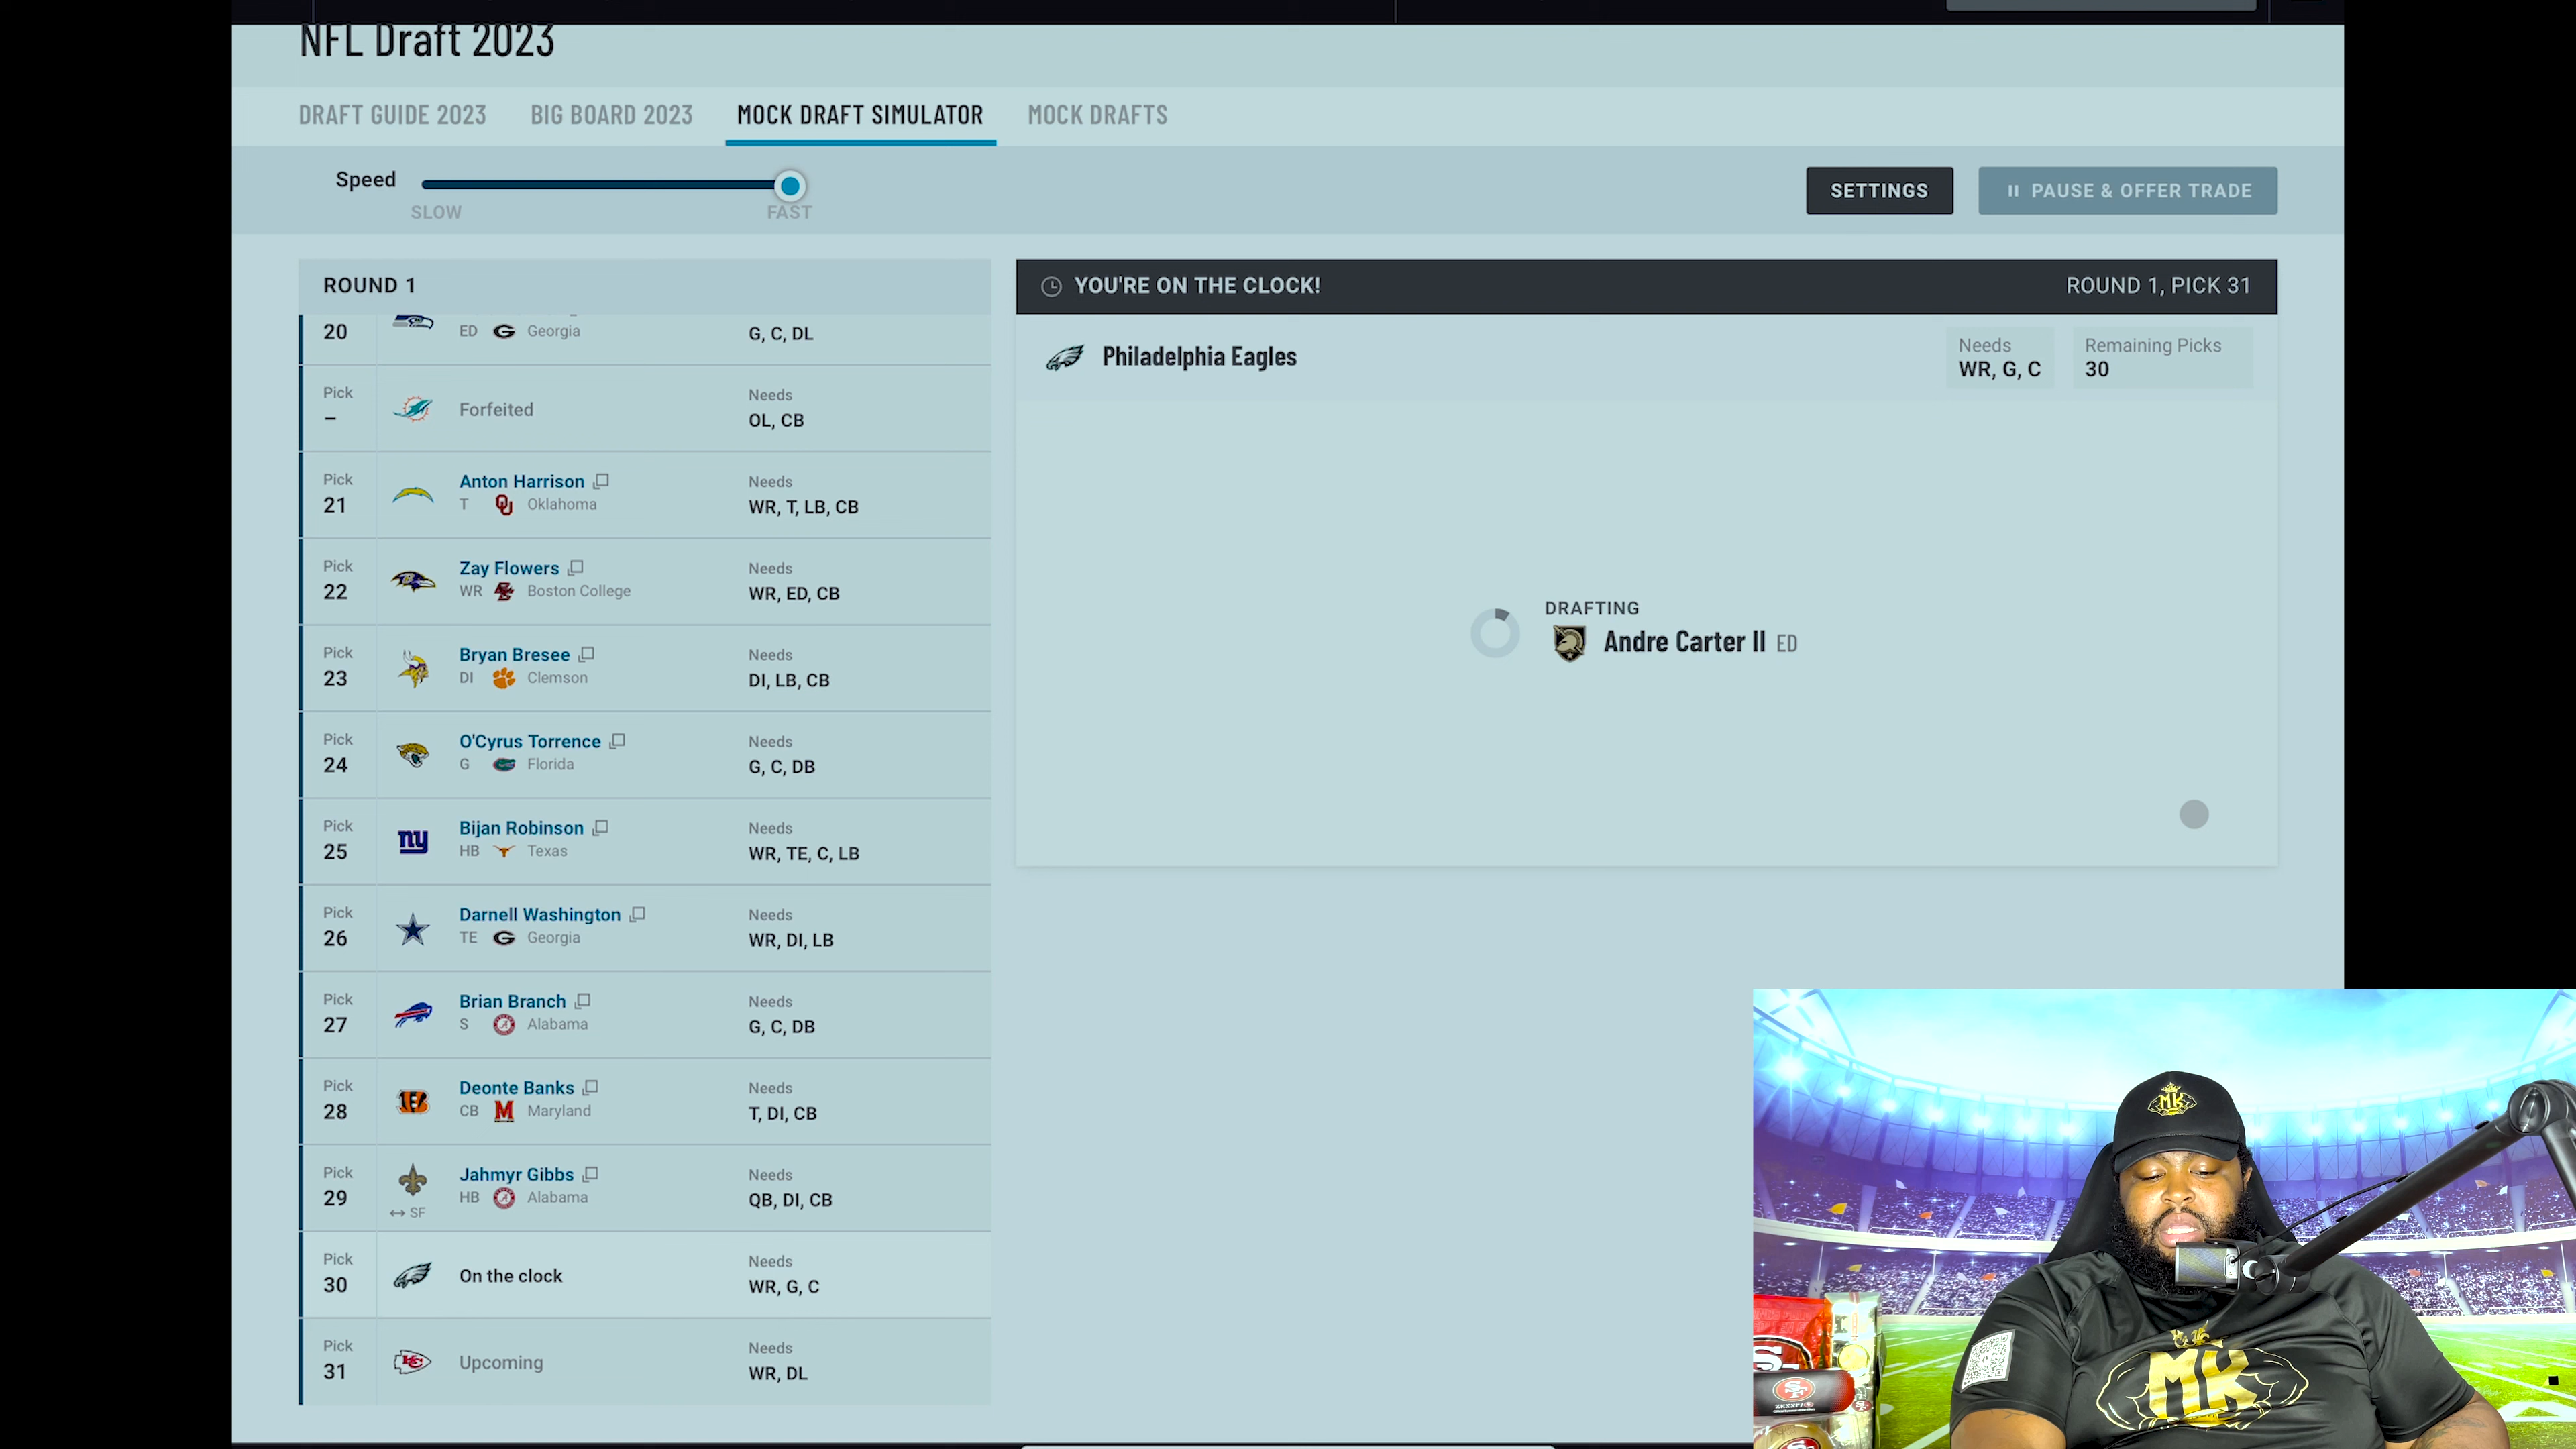 NFL Draft 2023
DRAFT GUIDE 2023 BIG BOARD 2023 MOCK DRAFT SIMULATOR MOCK DRAFTS
Speed
SLOW FAST
SETTINGS
PAUSE & OFFER TRADE
ROUND 1
20 ED Georgia G, C, DL
Pick Needs
– Forfeited OL, CB
Pick Anton Harrison Needs
21 T Oklahoma WR, T, LB, CB
Pick Zay Flowers Needs
22 WR Boston College WR, ED, CB
Pick Bryan Bresee Needs
23 DI Clemson DI, LB, CB
Pick O'Cyrus Torrence Needs
24 G Florida G, C, DB
Pick Bijan Robinson Needs
25 ny HB Texas WR, TE, C, LB
Pick Darnell Washington Needs
26 TE Georgia WR, DI, LB
Pick Brian Branch Needs
27 S Alabama G, C, DB
Pick Deonte Banks Needs
28 CB Maryland T, DI, CB
Pick Jahmyr Gibbs Needs
29 HB Alabama QB, DI, CB
SF
Pick Needs
30 On the clock WR, G, C
Pick Needs
31 Upcoming WR, DL
YOU'RE ON THE CLOCK! ROUND 1, PICK 31
Philadelphia Eagles
Needs
WR, G, C
Remaining Picks
30
DRAFTING
Andre Carter II ED
MK
MK